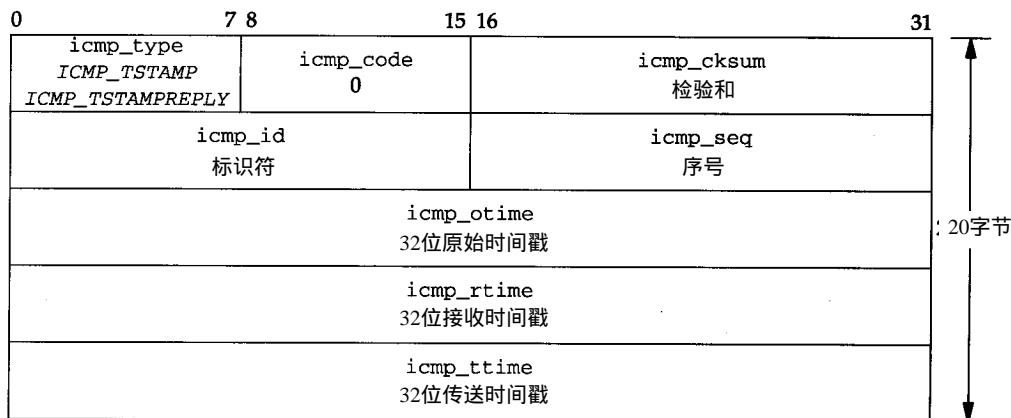 0 7 8 15 16 31
icmp_type
ICMP_TSTAMP
ICMP_TSTAMPREPLY
icmp_code
0
icmp_cksum
检验和
icmp_id
标识符
icmp_seq
序号
icmp_otime
32位原始时间戳
20字节
icmp_rtime
32位接收时间戳
icmp_ttime
32位传送时间戳